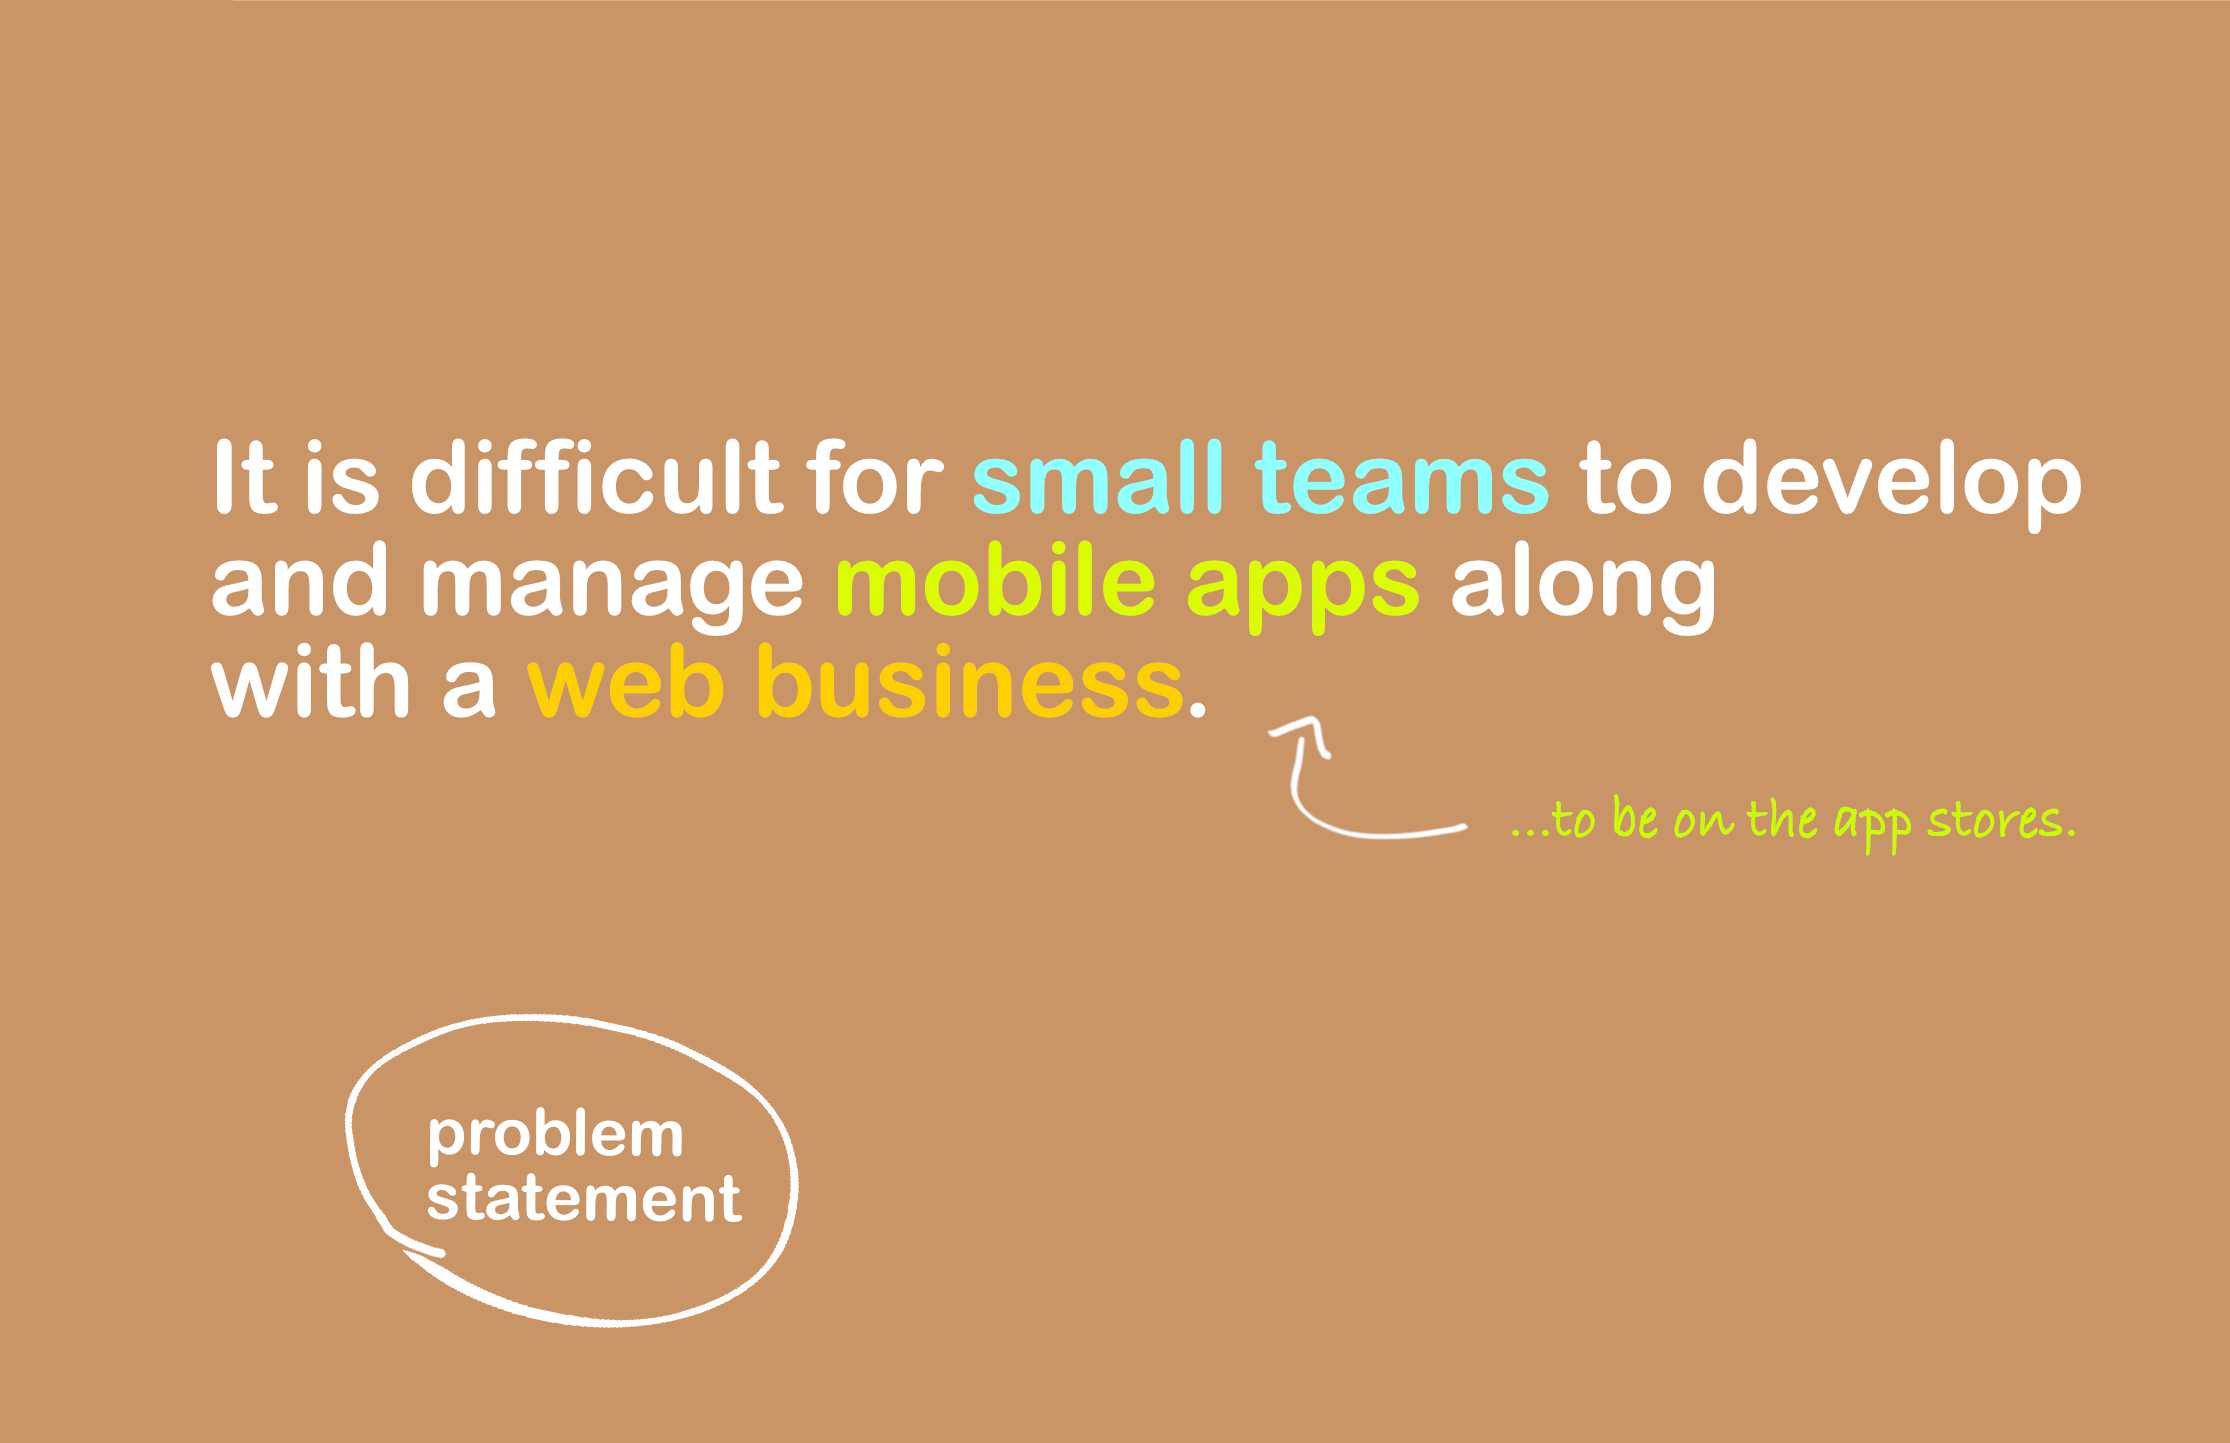 It is difficult for small teams to develop
and manage mobile apps along
with a web business.
...to be on the app stores.
problem
statement